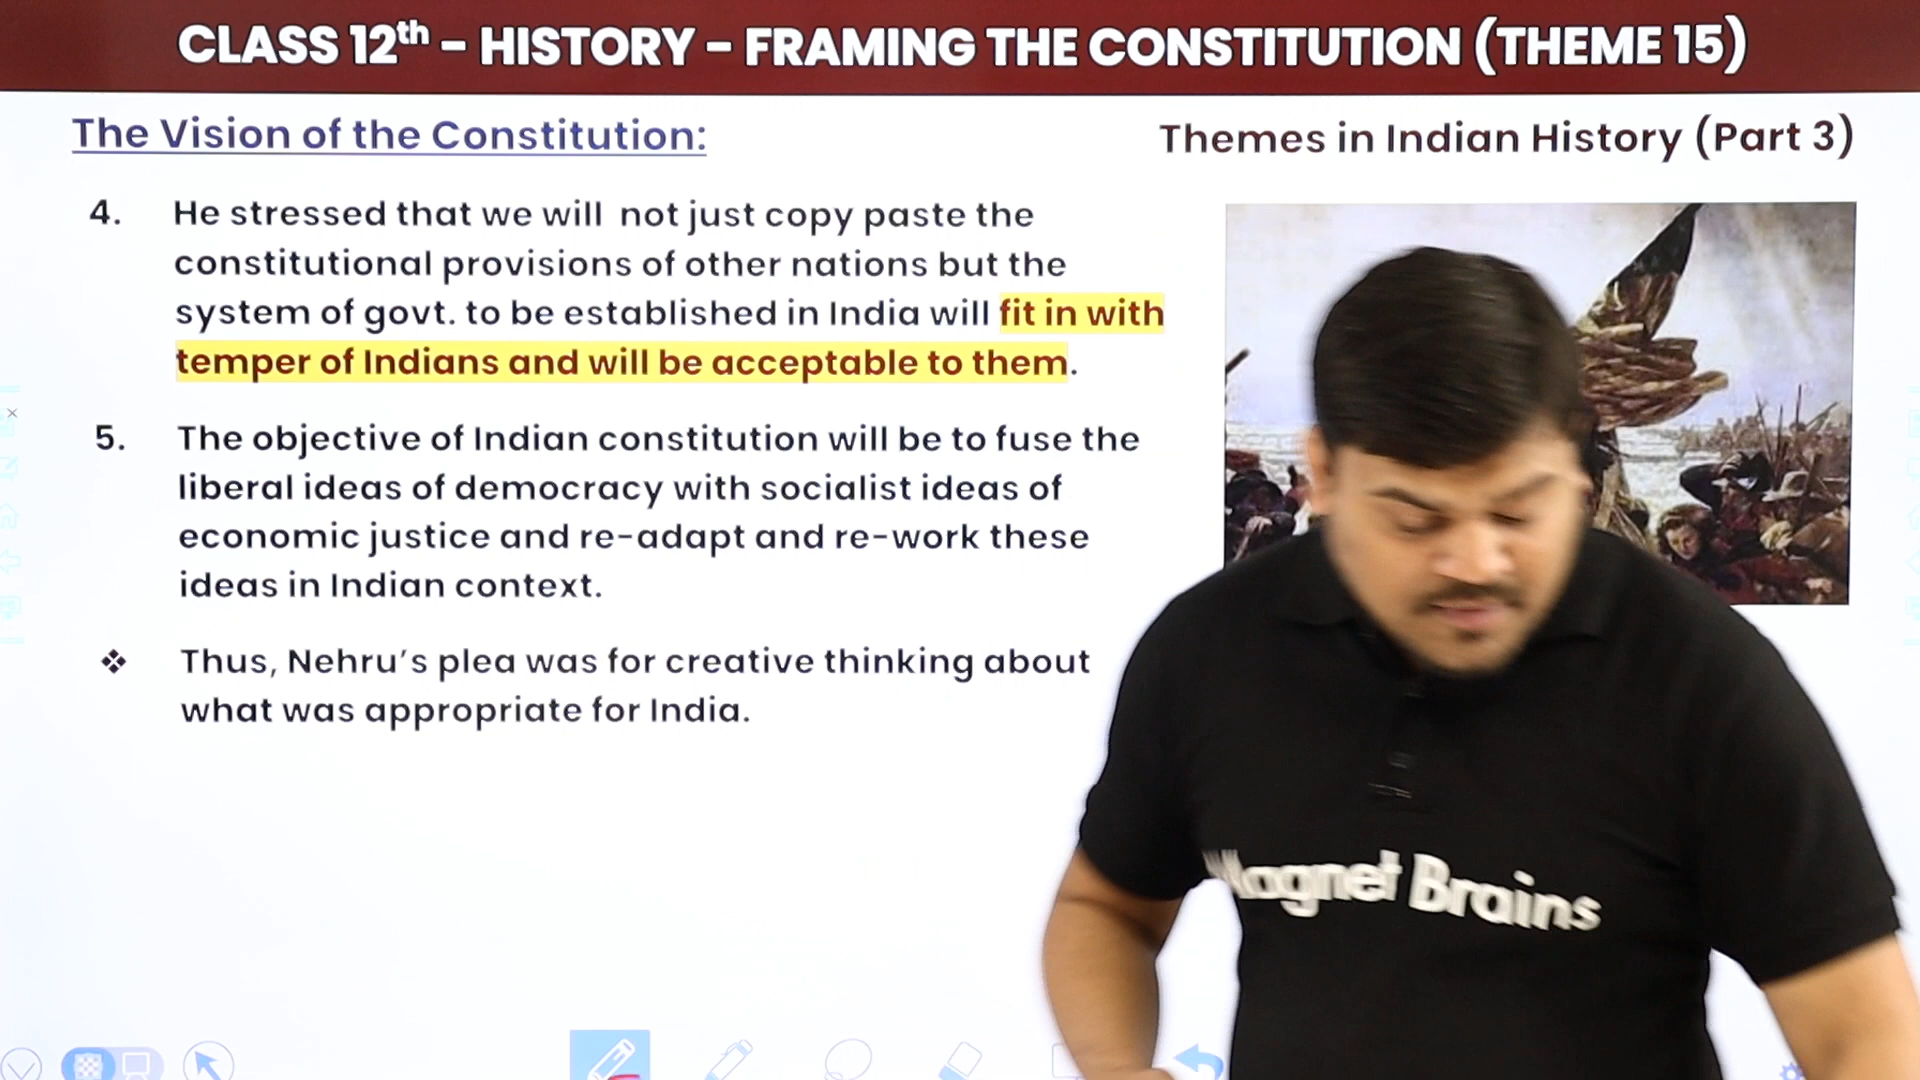 CLASS 12th - HISTORY - FRAMING THE CONSTITUTION (THEME 15)
The Vision of the Constitution:
Themes in Indian History (Part 3)
4. He stressed that we will not just copy paste the
constitutional provisions of other nations but the
system of govt. to be established in India will fit in with
temper of Indians and will be acceptable to them.
5. The objective of Indian constitution will be to fuse the
liberal ideas of democracy with socialist ideas of
economic justice and re-adapt and re-work these
ideas in Indian context.
❖ Thus, Nehru's plea was for creative thinking about
what was appropriate for India.
Magnet Brains